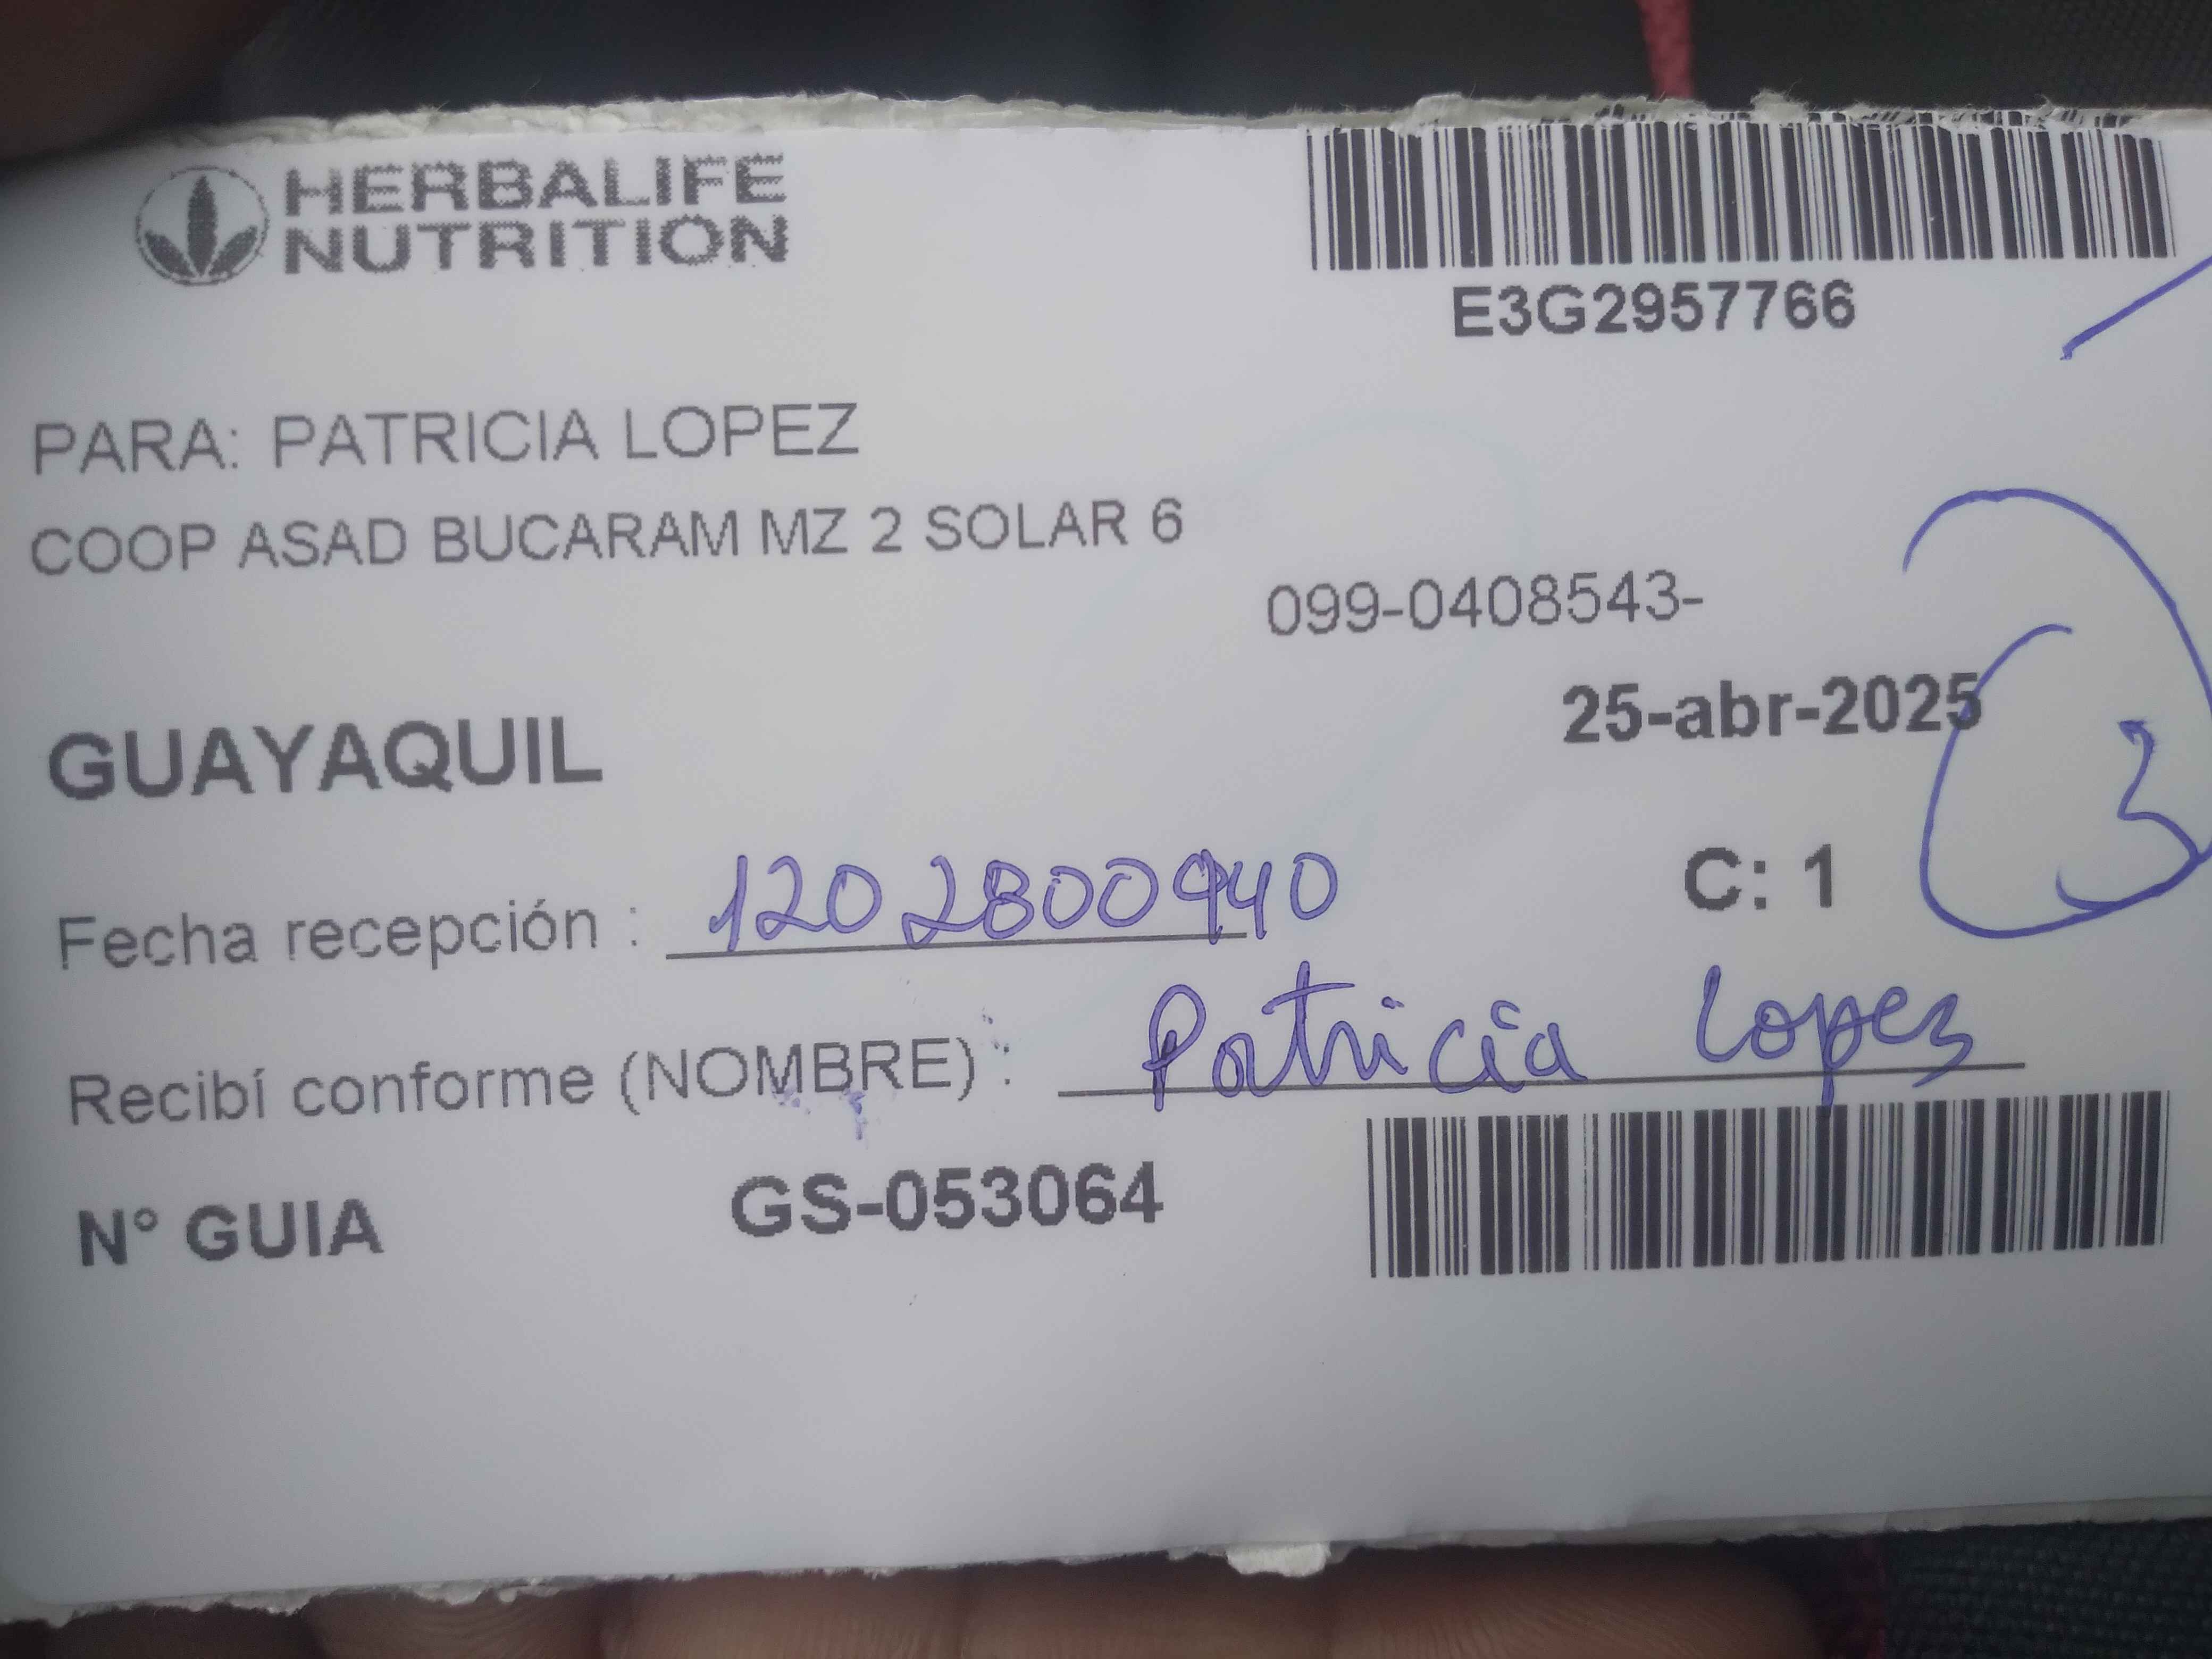 HERBALIFE
NUTRITION
E3G2957766
PARA: PATRICIA LOPEZ
COOP ASAD BUCARAM MZ 2 SOLAR 6
099-0408543-
25-abr-2025
GUAYAQUIL
C: 1
3
Fecha recepción : 1202800940
Recibí conforme (NOMBRE) : Patricia Lopez
N° GUIA GS-053064